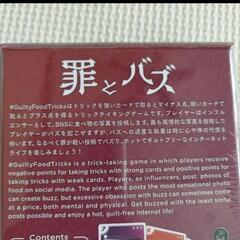 罪とバズ
#GuiltyFoodTricksはトリックを強いカードで取るとマイナス点、弱いカード
で取るとプラス点を得るトリックテイキングゲームです。プレイヤーはインフル
エンサーとして、SNSに食べ物の写真を投稿します。最も罪深い写真を投稿した
プレイヤーがバズを起こせますが、バズへの過度な執着は時に心や体の代償を
伴います。なるべく罪が軽い投稿でバズり、ネットでギルトフリーなインターネット
ライフを楽しみましょう!
#GuiltyFoodTricks is a trick-taking game in which players receive
negative points for taking tricks with strong cards and positive points for
taking tricks with weak cards. Players, as influencers, post photos of
food on social media. The player who posts the most sensational photo
can create buzz, but excessive obsession with buzz can sometimes come
at a price, both mental and physical. Get buzzed with the least sinful
posts possible and enjoy a hot, guilt-free Internet life!
Contents